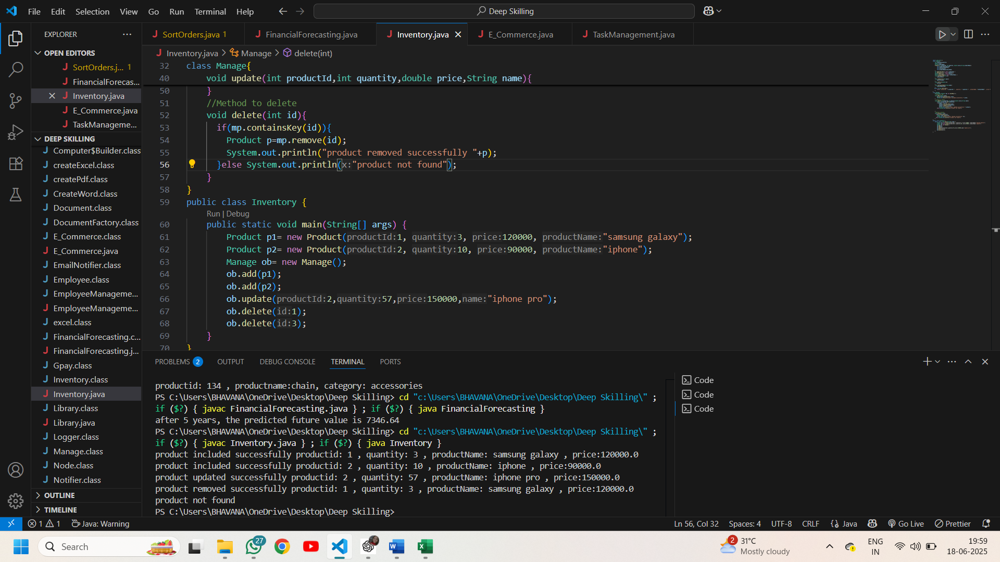 File Edit Selection View Go Run Terminal Help
Deep Skilling
EXPLORER
SortOrders.java 1
FinancialForecasting.java
Inventory.java
E_Commerce.java
TaskManagement.java
OPEN EDITORS
SortOrders.j... 1
FinancialForecas...
Inventory.java
E_Commerce.java
TaskManageme...
DEEP SKILLING
Computer$Builder.class
createExcel.class
createPdf.class
CreateWord.class
Document.class
DocumentFactory.class
E_Commerce.class
E_Commerce.java
EmailNotifier.class
Employee.class
EmployeeManageme...
EmployeeManageme...
excel.class
FinancialForecasting.c...
FinancialForecasting.j...
Gpay.class
Inventory.class
Inventory.java
Library.class
Library.java
Logger.class
Manage.class
Node.class
Notifier.class
OUTLINE
TIMELINE
Inventory.java > Manage > delete(int)
32 class Manage{
40 void update(int productId,int quantity,double price,String name){
50 }
51 //Method to delete
52 void delete(int id){
53 if(mp.containsKey(id)){
54 Product p=mp.remove(id);
55 System.out.println("product removed successfully "+p);
56 }else System.out.println(x:"product not found");
57 }
58 }
59 public class Inventory {
Run | Debug
60 public static void main(String[] args) {
61 Product p1= new Product(productId:1, quantity:3, price:120000, productName:"samsung galaxy");
62 Product p2= new Product(productId:2, quantity:10, price:90000, productName:"iphone");
63 Manage ob= new Manage();
64 ob.add(p1);
65 ob.add(p2);
66 ob.update(productId:2,quantity:57,price:150000,name:"iphone pro");
67 ob.delete(id:1);
68 ob.delete(id:3);
69 }
70 }
PROBLEMS 2 OUTPUT DEBUG CONSOLE TERMINAL PORTS
productid: 134 , productname:chain, category: accessories
PS C:\Users\BHAVANA\OneDrive\Desktop\Deep Skilling> cd "c:\Users\BHAVANA\OneDrive\Desktop\Deep Skilling\" ;
if ($?) { javac FinancialForecasting.java } ; if ($?) { java FinancialForecasting }
after 5 years, the predicted future value is 7346.64
PS C:\Users\BHAVANA\OneDrive\Desktop\Deep Skilling> cd "c:\Users\BHAVANA\OneDrive\Desktop\Deep Skilling\" ;
if ($?) { javac Inventory.java } ; if ($?) { java Inventory }
product included successfully productid: 1 , quantity: 3 , productName: samsung galaxy , price:120000.0
product included successfully productid: 2 , quantity: 10 , productName: iphone , price:90000.0
product updated successfully productid: 2 , quantity: 57 , productName: iphone pro , price:150000.0
product removed successfully productid: 1 , quantity: 3 , productName: samsung galaxy , price:120000.0
product not found
PS C:\Users\BHAVANA\OneDrive\Desktop\Deep Skilling>
Code
Code
Code
1 1 Java: Warning
Ln 56, Col 32 Spaces: 4 UTF-8 CRLF {} Java Go Live Prettier
Search
27
2
31°C
Mostly cloudy
ENG
IN
19:59
18-06-2025